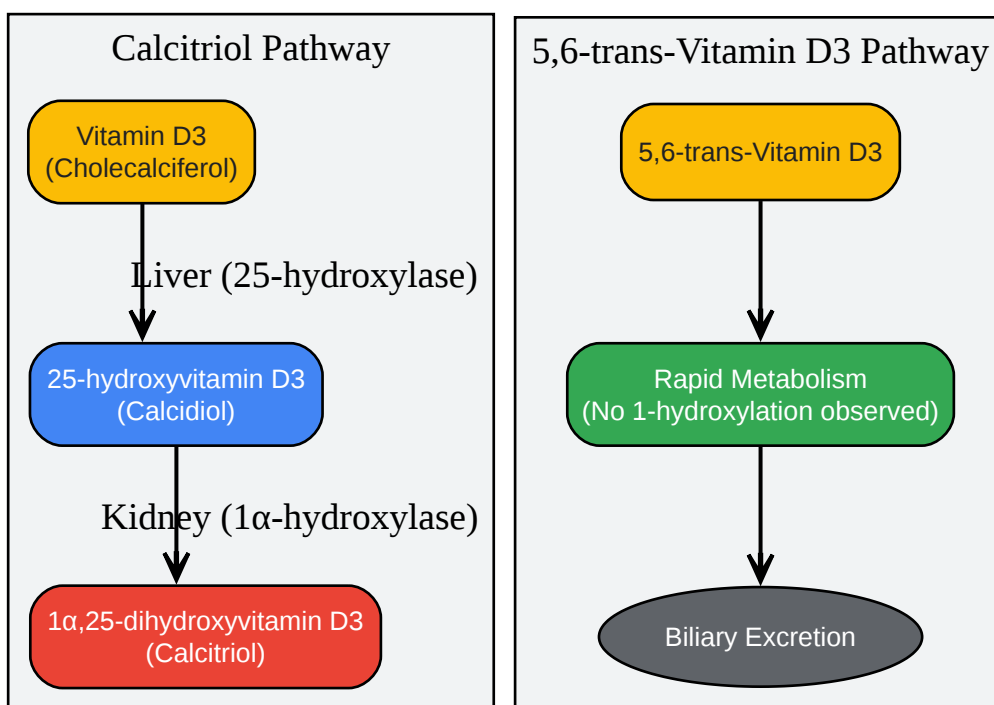 Calcitriol Pathway
Vitamin D3
(Cholecalciferol)
Liver (25-hydroxylase)
25-hydroxyvitamin D3
(Calcidiol)
Kidney (1α-hydroxylase)
1α,25-dihydroxyvitamin D3
(Calcitriol)
5,6-trans-Vitamin D3 Pathway
5,6-trans-Vitamin D3
Rapid Metabolism
(No 1-hydroxylation observed)
Biliary Excretion